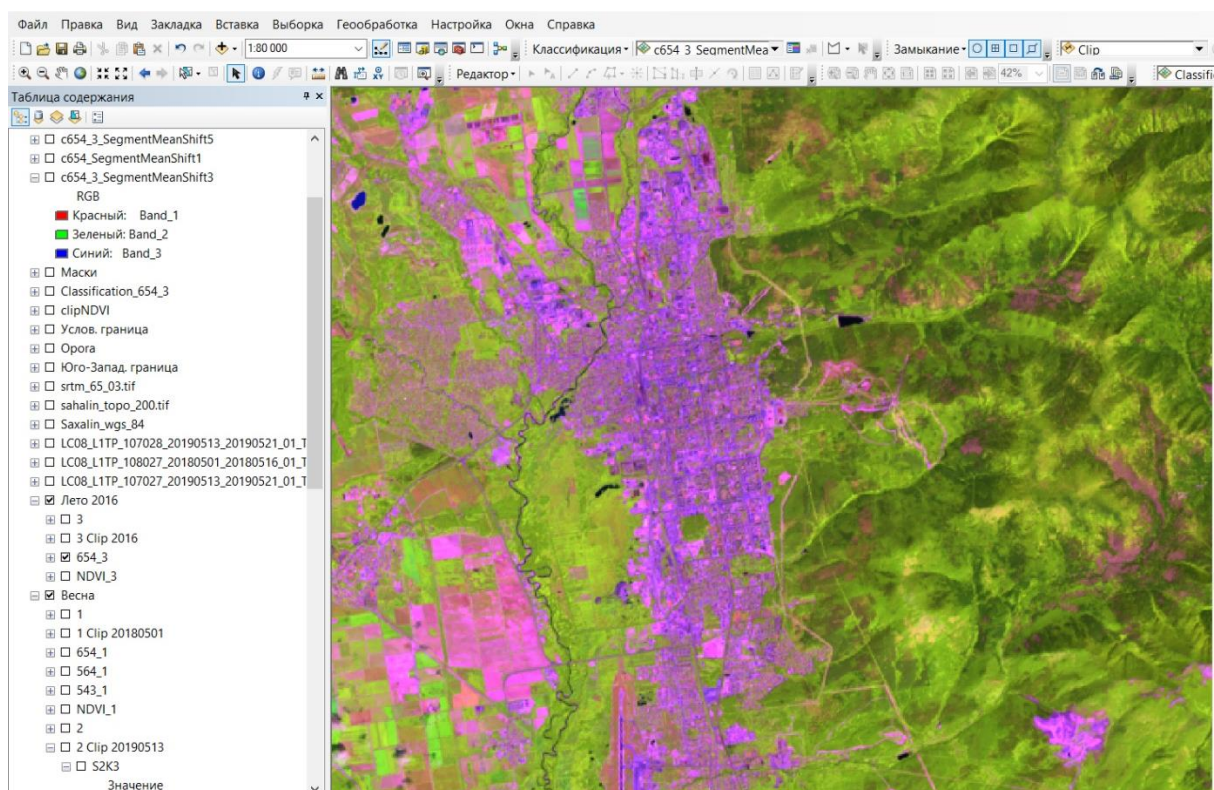 Файл Правка Вид Закладка Вставка Выборка Геообработка Настройка Окна Справка
1:80 000 Классификация c654_3_SegmentMea Замыкание Clip
Редактор 42% Classifi
Таблица содержания
c654_3_SegmentMeanShift5
c654_SegmentMeanShift1
c654_3_SegmentMeanShift3
RGB
Красный: Band_1
Зеленый: Band_2
Синий: Band_3
Маски
Classification_654_3
clipNDVI
Услов. граница
Opora
Юго-Запад. граница
srtm_65_03.tif
sahalin_topo_200.tif
Saxalin_wgs_84
LC08_L1TP_107028_20190513_20190521_01_T
LC08_L1TP_108027_20180501_20180516_01_T
LC08_L1TP_107027_20190513_20190521_01_T
Лето 2016
3
3 Clip 2016
654_3
NDVI_3
Весна
1
1 Clip 20180501
654_1
564_1
543_1
NDVI_1
2
2 Clip 20190513
S2K3
Значение